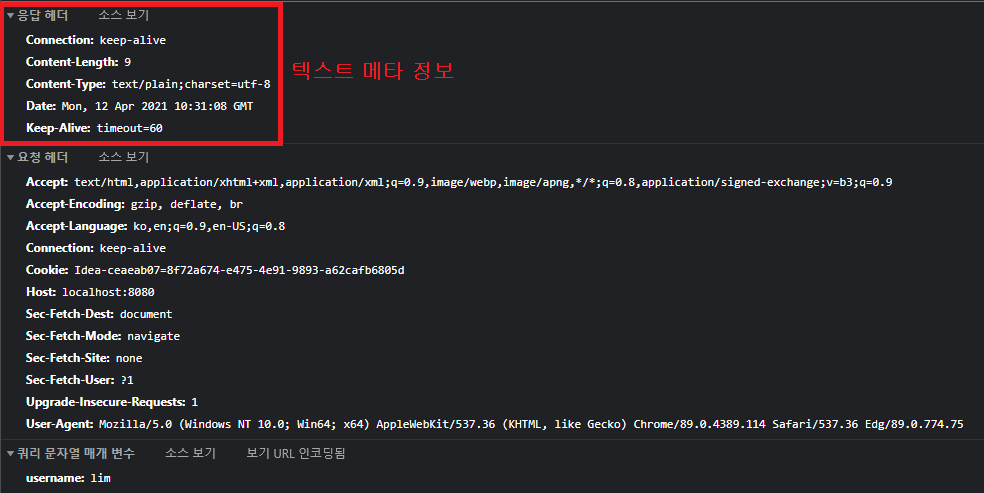 응답 헤더 소스 보기
Connection: keep-alive
Content-Length: 9
Content-Type: text/plain;charset=utf-8
텍스트 메타 정보
Date: Mon, 12 Apr 2021 10:31:08 GMT
Keep-Alive: timeout=60
요청 헤더 소스 보기
Accept: text/html,application/xhtml+xml,application/xml;q=0.9,image/webp,image/apng,*/*;q=0.8,application/signed-exchange;v=b3;q=0.9
Accept-Encoding: gzip, deflate, br
Accept-Language: ko,en;q=0.9,en-US;q=0.8
Connection: keep-alive
Cookie: Idea-ceaeab07=8f72a674-e475-4e91-9893-a62cafb6805d
Host: localhost:8080
Sec-Fetch-Dest: document
Sec-Fetch-Mode: navigate
Sec-Fetch-Site: none
Sec-Fetch-User: ?1
Upgrade-Insecure-Requests: 1
User-Agent: Mozilla/5.0 (Windows NT 10.0; Win64; x64) AppleWebKit/537.36 (KHTML, like Gecko) Chrome/89.0.4389.114 Safari/537.36 Edg/89.0.774.75
쿼리 문자열 매개 변수 소스 보기 보기 URL 인코딩됨
username: lim